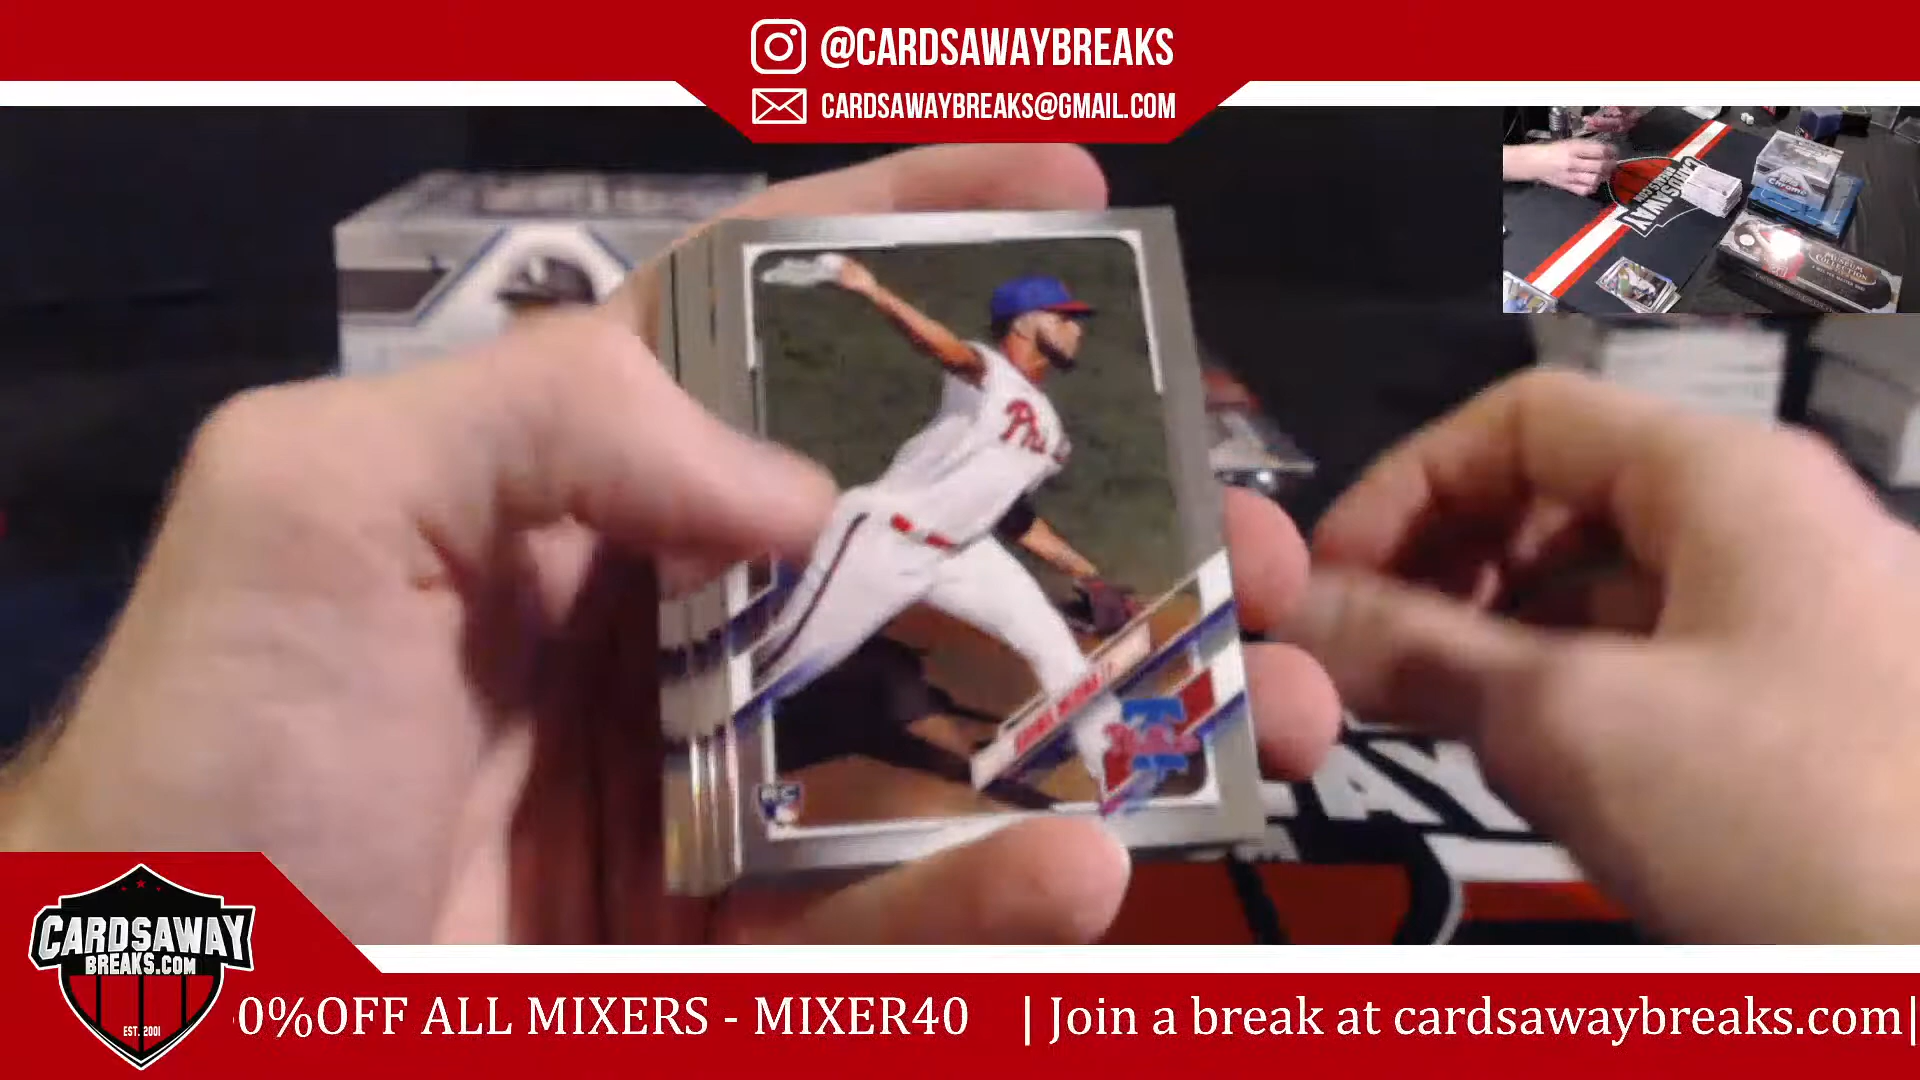 @CARDSAWAYBREAKS
CARDSAWAYBREAKS@GMAIL.COM
CARDSAWAY
BREAKS.COM
EST. 2001
0%OFF ALL MIXERS - MIXER40 | Join a break at cardsawaybreaks.com|
RC